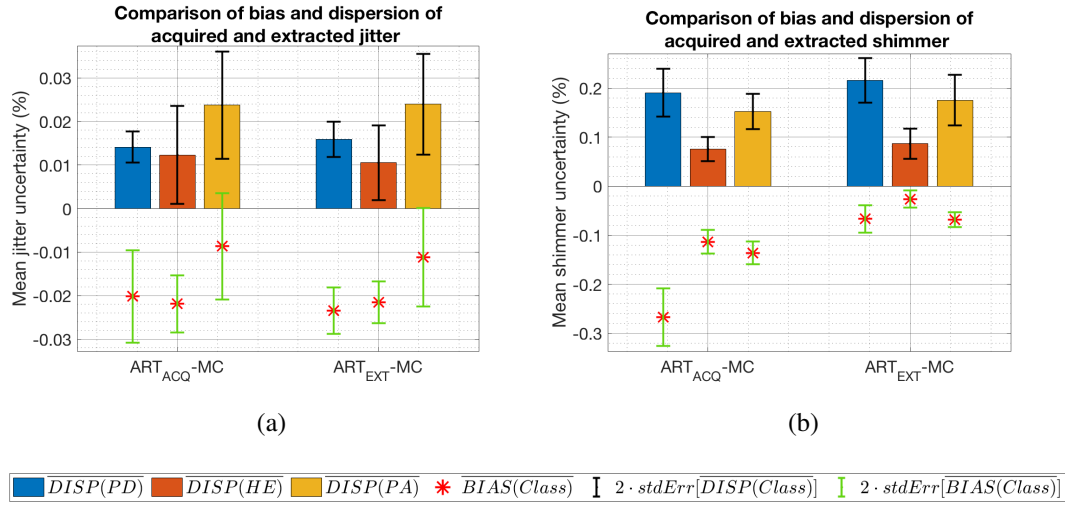 Comparison of bias and dispersion of
acquired and extracted jitter
Mean jitter uncertainty (%)
0.03
0.02
0.01
0
-0.01
-0.02
-0.03
ART_ACQ-MC ART_EXT-MC
(a)
Comparison of bias and dispersion of
acquired and extracted shimmer
Mean shimmer uncertainty (%)
0.2
0.1
0
-0.1
-0.2
-0.3
ART_ACQ-MC ART_EXT-MC
(b)
DISP(PD) DISP(HE) DISP(PA) BIAS(Class) 2 · stdErr[DISP(Class)] 2 · stdErr[BIAS(Class)]